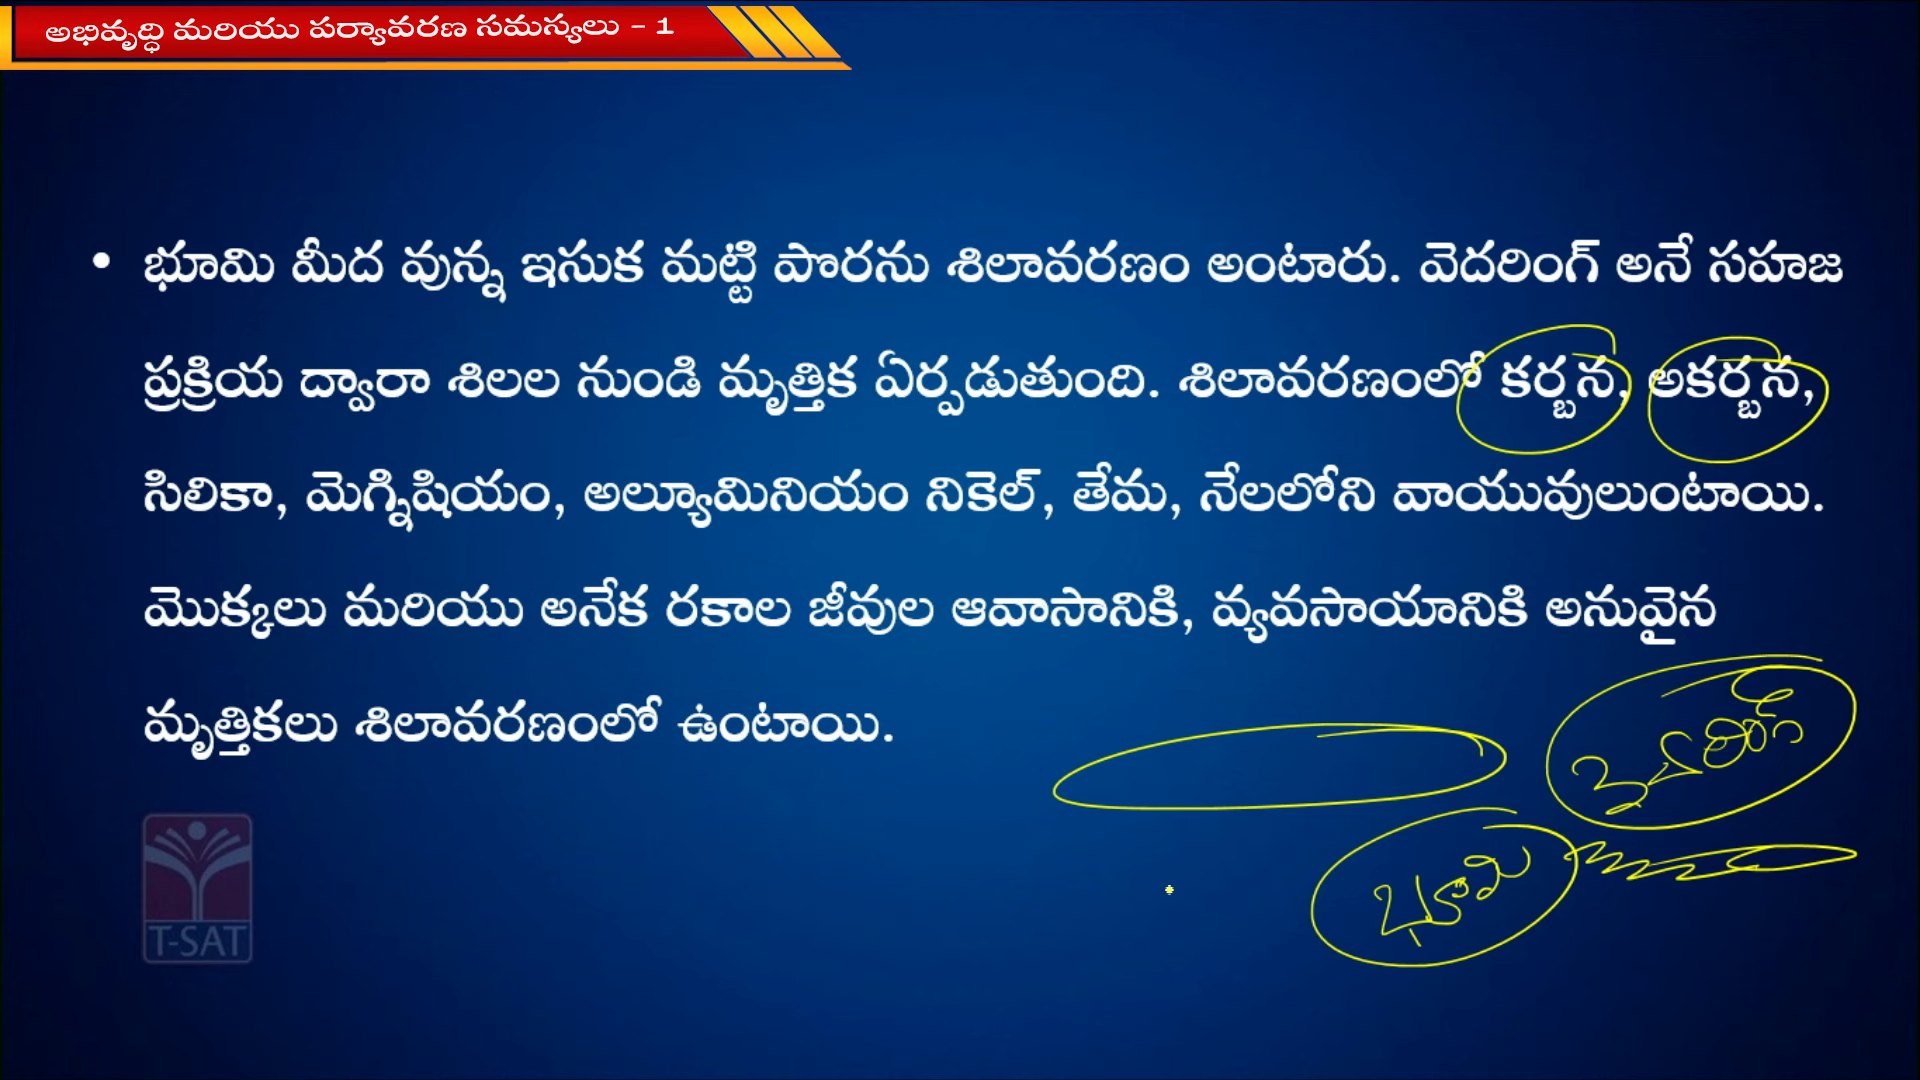 అభివృద్ధి మరియు పర్యావరణ సమస్యలు - 1
• భూమి మీద వున్న ఇసుక మట్టి పొరను శిలావరణం అంటారు. వెదరింగ్ అనే సహజ
ప్రక్రియ ద్వారా శిలల నుండి మృత్తిక ఏర్పడుతుంది. శిలావరణంలో కర్బన, అకర్బన,
సిలికా, మెగ్నిషియం, అల్యూమినియం నికెల్, తేమ, నేలలోని వాయువులుంటాయి.
మొక్కలు మరియు అనేక రకాల జీవుల ఆవాసానికి, వ్యవసాయానికి అనువైన
మృత్తికలు శిలావరణంలో ఉంటాయి.
వెదరింగ్
భూమి
T-SAT